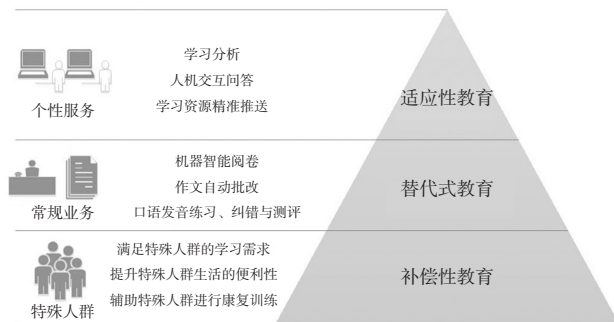 学习分析
人机交互问答
学习资源精准推送
个性服务
适应性教育
机器智能阅卷
作文自动批改
口语发音练习、纠错与测评
常规业务
替代式教育
满足特殊人群的学习需求
提升特殊人群生活的便利性
辅助特殊人群进行康复训练
特殊人群
补偿性教育